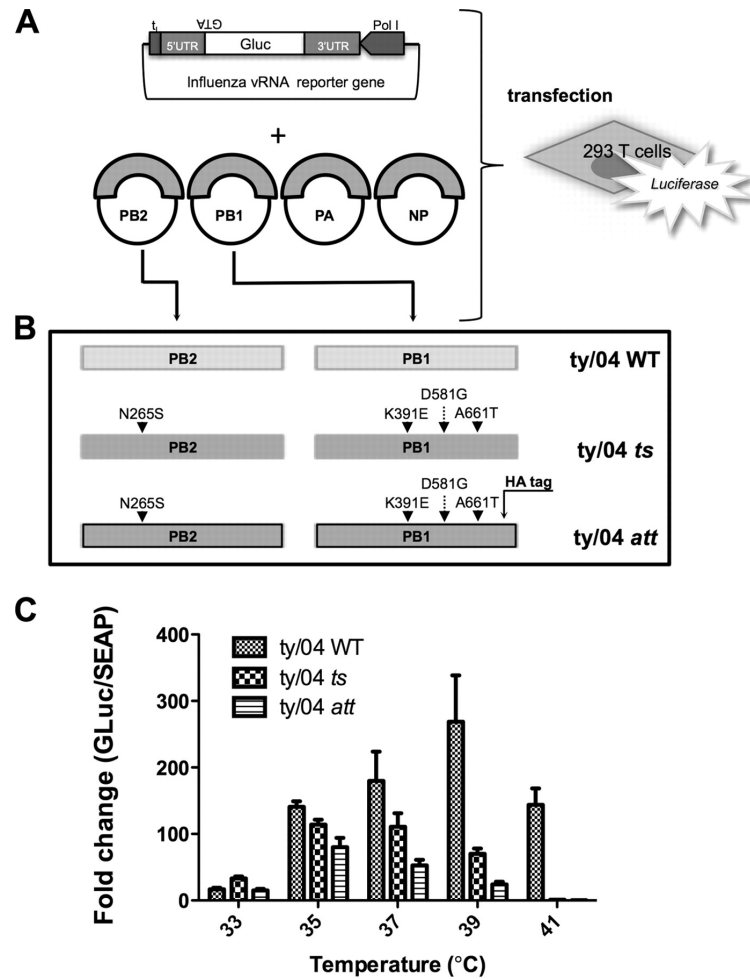 A
tI 5'UTR GTA Gluc 3'UTR Pol I
Influenza vRNA reporter gene
+
PB2 PB1 PA NP
transfection
293 T cells
Luciferase
B
PB2 PB1 ty/04 WT
N265S K391E D581G A661T
PB2 PB1 ty/04 ts
N265S K391E D581G A661T HA tag
PB2 PB1 ty/04 att
C
Fold change (GLuc/SEAP)
400
300
200
100
0
ty/04 WT
ty/04 ts
ty/04 att
33 35 37 39 41
Temperature (°C)